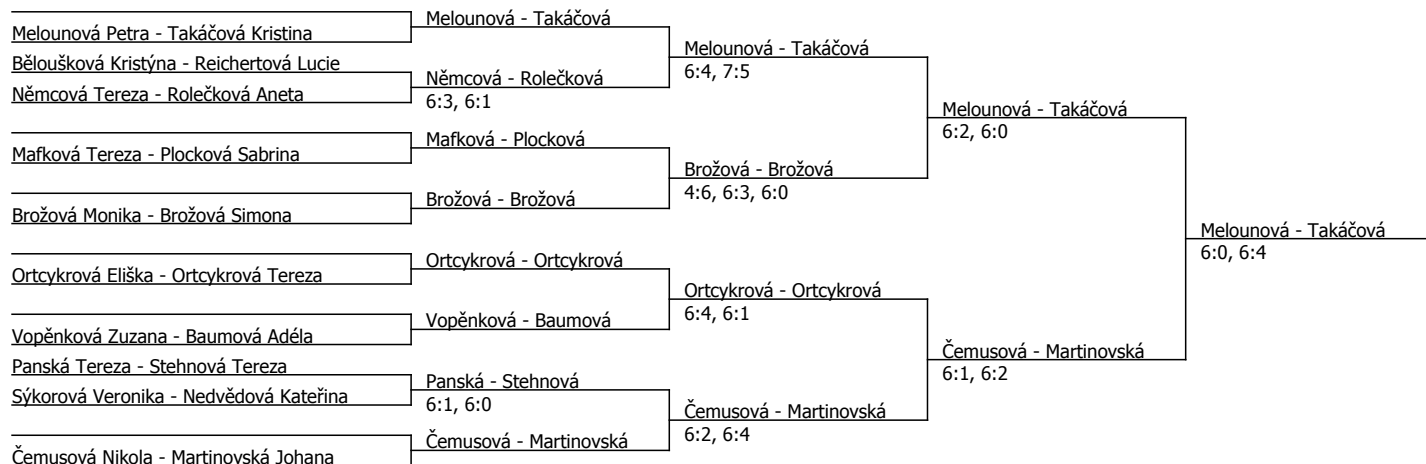 Melounová Petra - Takáčová Kristina
Běloušková Kristýna - Reichertová Lucie
Němcová Tereza - Rolečková Aneta
Mafková Tereza - Plocková Sabrina
Brožová Monika - Brožová Simona
Ortcykrová Eliška - Ortcykrová Tereza
Vopěnková Zuzana - Baumová Adéla
Panská Tereza - Stehnová Tereza
Sýkorová Veronika - Nedvědová Kateřina
Čemusová Nikola - Martinovská Johana
Melounová - Takáčová
Němcová - Rolečková
6:3, 6:1
Mafková - Plocková
Brožová - Brožová
Ortcykrová - Ortcykrová
Vopěnková - Baumová
Panská - Stehnová
6:1, 6:0
Čemusová - Martinovská
Melounová - Takáčová
6:4, 7:5
Brožová - Brožová
4:6, 6:3, 6:0
Ortcykrová - Ortcykrová
6:4, 6:1
Čemusová - Martinovská
6:2, 6:4
Melounová - Takáčová
6:2, 6:0
Čemusová - Martinovská
6:1, 6:2
Melounová - Takáčová
6:0, 6:4